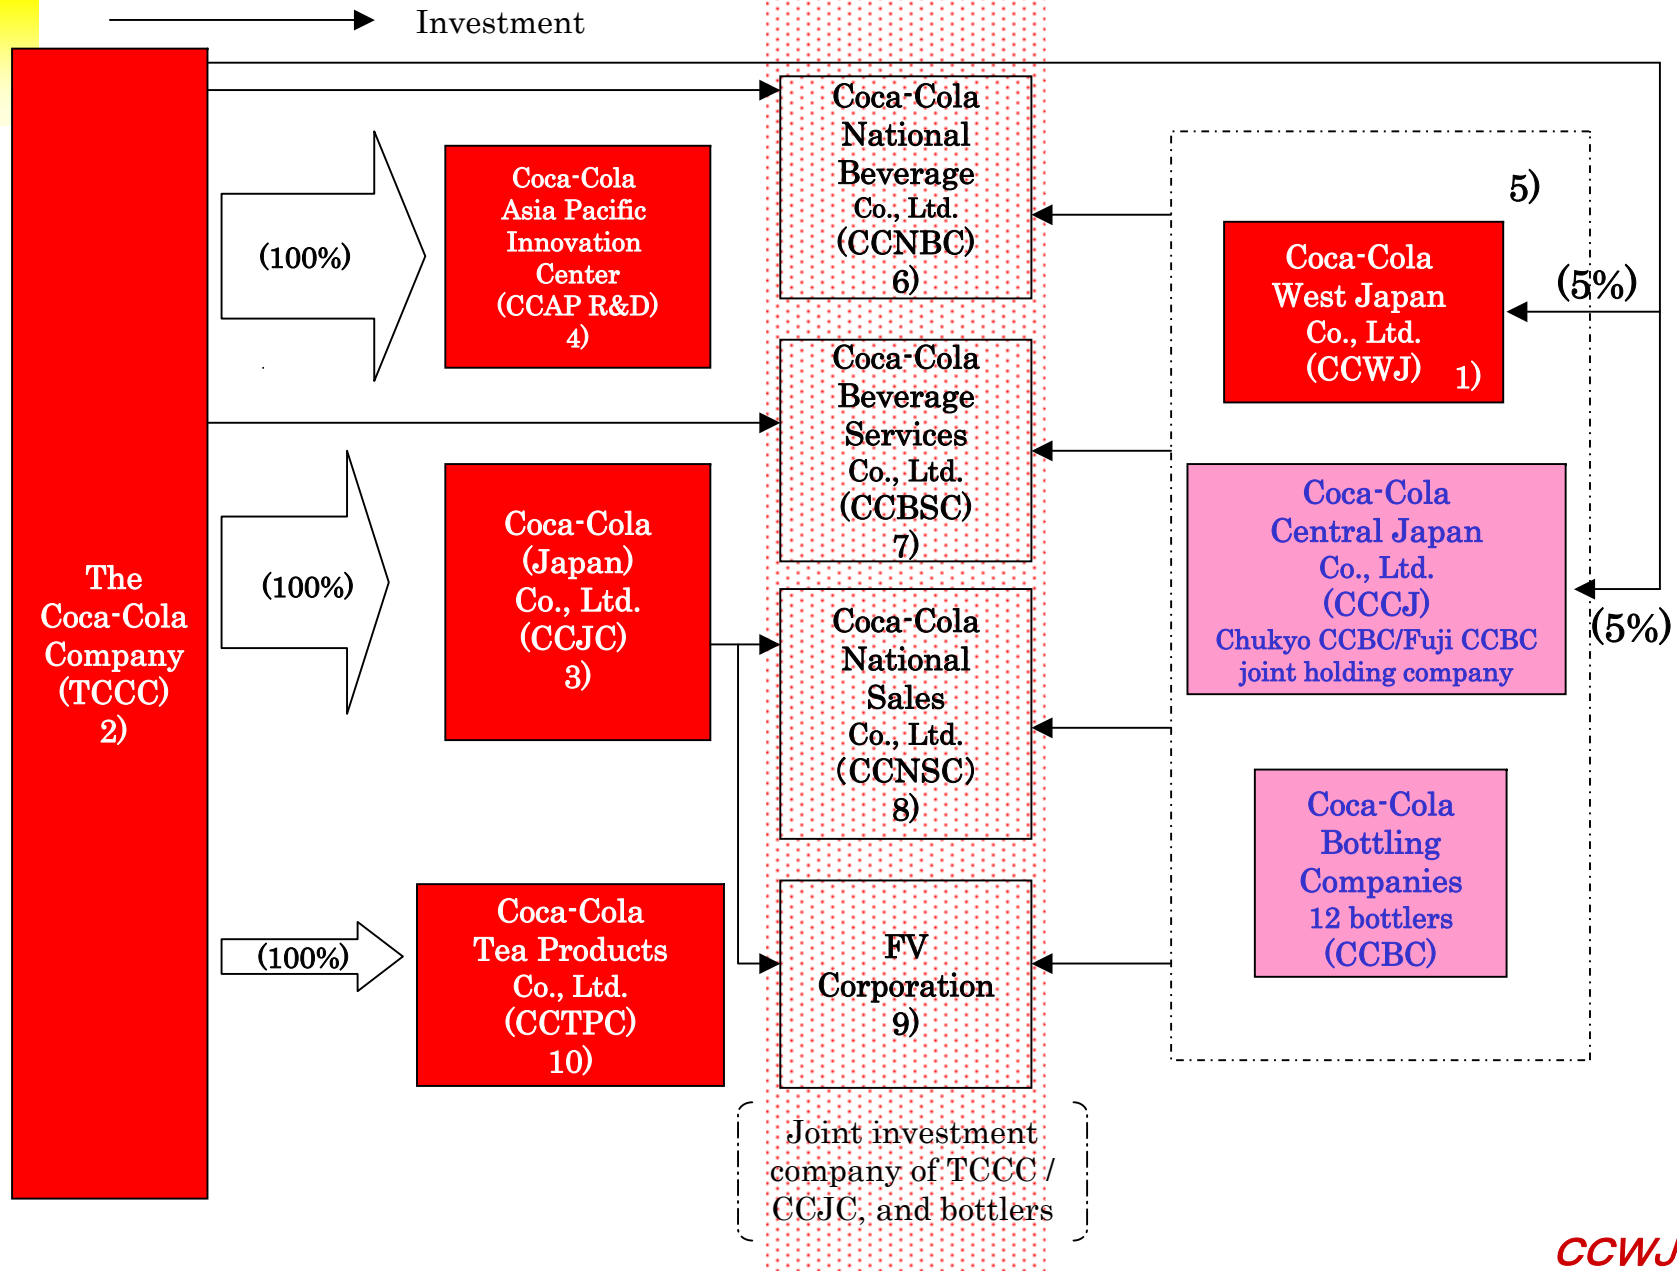 Investment
The
Coca-Cola
Company
(TCCC)
2)
(100%)
Coca-Cola
Asia Pacific
Innovation
Center
(CCAP R&D)
4)
(100%)
Coca-Cola
(Japan)
Co., Ltd.
(CCJC)
3)
(100%)
Coca-Cola
Tea Products
Co., Ltd.
(CCTPC)
10)
Coca-Cola
National
Beverage
Co., Ltd.
(CCNBC)
6)
Coca-Cola
Beverage
Services
Co., Ltd.
(CCBSC)
7)
Coca-Cola
National
Sales
Co., Ltd.
(CCNSC)
8)
FV
Corporation
9)
Joint investment
company of TCCC /
CCJC, and bottlers
5)
Coca-Cola
West Japan
Co., Ltd.
(CCWJ) 1)
(5%)
Coca-Cola
Central Japan
Co., Ltd.
(CCCJ)
Chukyo CCBC/Fuji CCBC
joint holding company
(5%)
Coca-Cola
Bottling
Companies
12 bottlers
(CCBC)
CCWJ